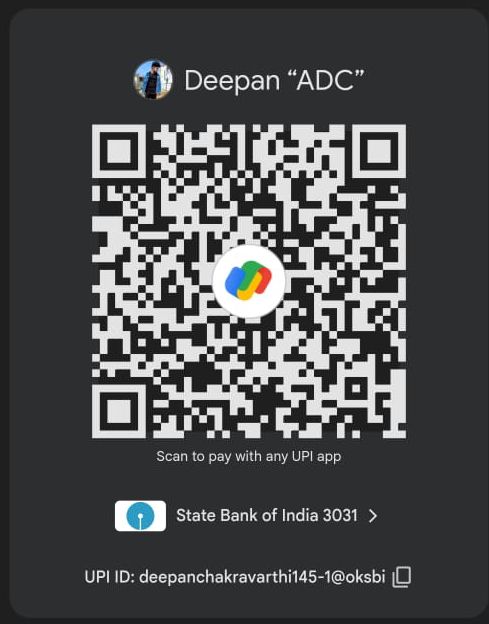 Deepan “ADC”
Scan to pay with any UPI app
State Bank of India 3031
UPI ID: deepanchakravarthi145-1@oksbi